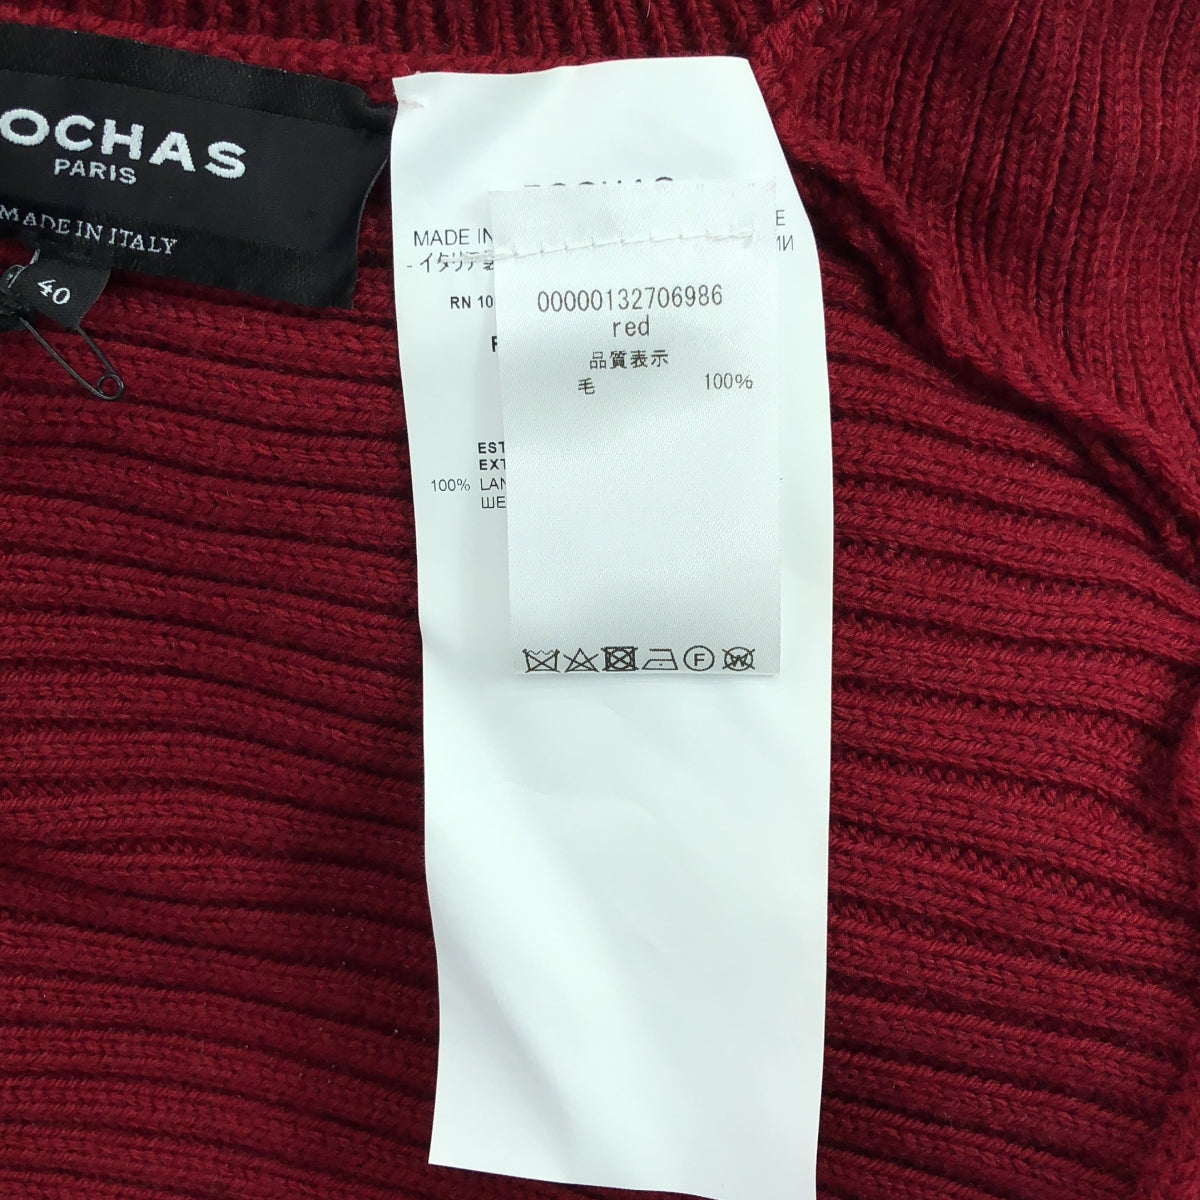 OCHAS
PARIS
MADE IN ITALY
40
MADE IN
イタリア
RN 10
00000132706986
red
品質表示
毛 100%
EST
EXT
100% LAN
ШЕ
F
W